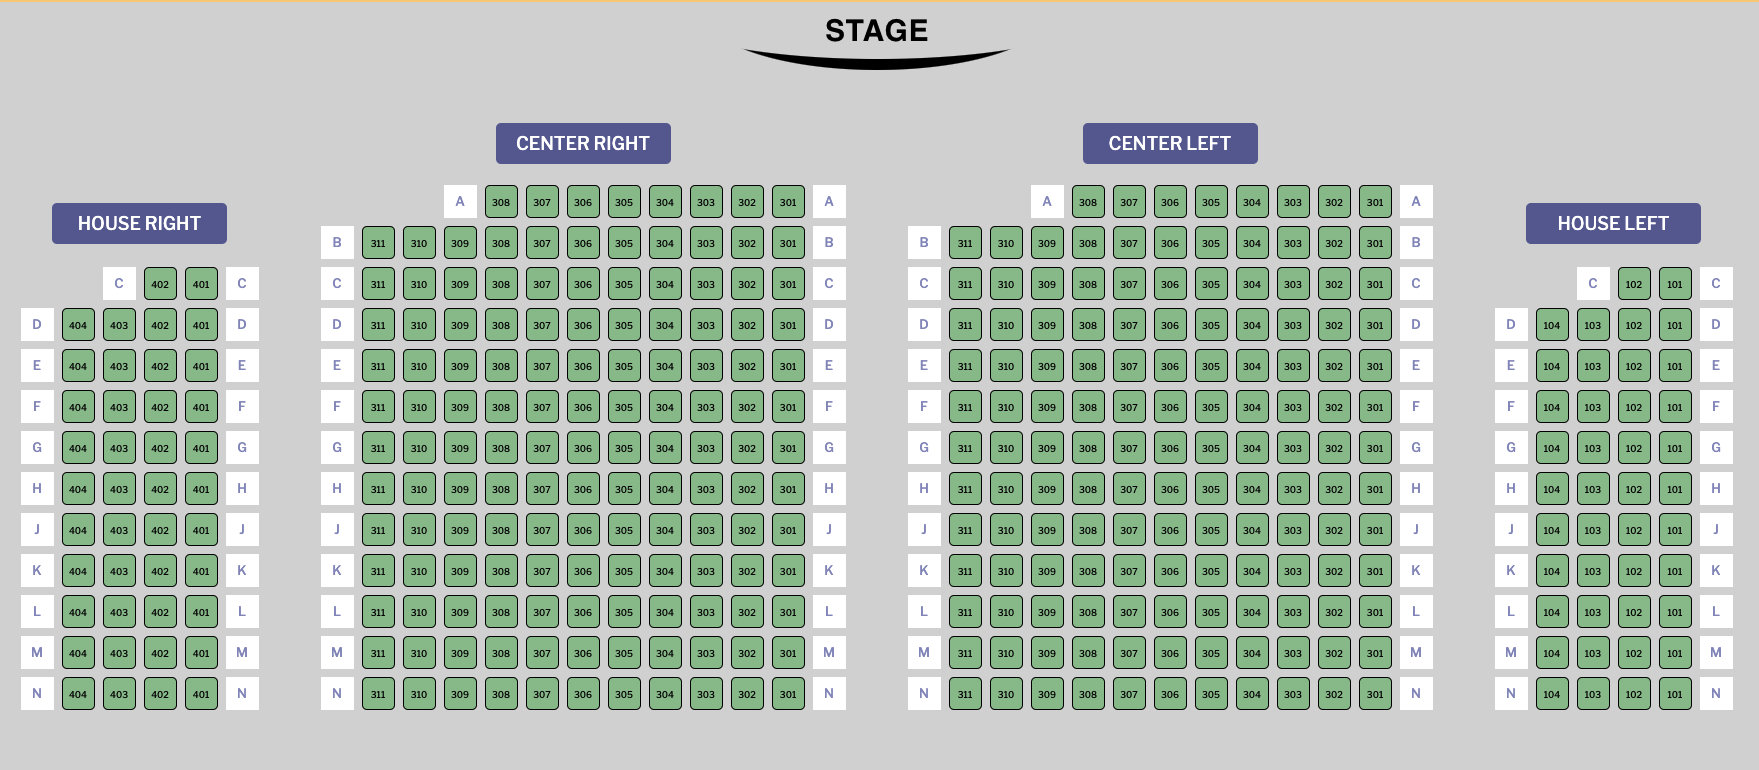 STAGE
CENTER RIGHT CENTER LEFT
A 308 307 306 305 304 303 302 301 A A 308 307 306 305 304 303 302 301 A
HOUSE RIGHT HOUSE LEFT
B 311 310 309 308 307 306 305 304 303 302 301 B B 311 310 309 308 307 306 305 304 303 302 301 B
C 402 401 C C 311 310 309 308 307 306 305 304 303 302 301 C C 311 310 309 308 307 306 305 304 303 302 301 C C 102 101 C
D 404 403 402 401 D D 311 310 309 308 307 306 305 304 303 302 301 D D 311 310 309 308 307 306 305 304 303 302 301 D D 104 103 102 101 D
E 404 403 402 401 E E 311 310 309 308 307 306 305 304 303 302 301 E E 311 310 309 308 307 306 305 304 303 302 301 E E 104 103 102 101 E
F 404 403 402 401 F F 311 310 309 308 307 306 305 304 303 302 301 F F 311 310 309 308 307 306 305 304 303 302 301 F F 104 103 102 101 F
G 404 403 402 401 G G 311 310 309 308 307 306 305 304 303 302 301 G G 311 310 309 308 307 306 305 304 303 302 301 G G 104 103 102 101 G
H 404 403 402 401 H H 311 310 309 308 307 306 305 304 303 302 301 H H 311 310 309 308 307 306 305 304 303 302 301 H H 104 103 102 101 H
J 404 403 402 401 J J 311 310 309 308 307 306 305 304 303 302 301 J J 311 310 309 308 307 306 305 304 303 302 301 J J 104 103 102 101 J
K 404 403 402 401 K K 311 310 309 308 307 306 305 304 303 302 301 K K 311 310 309 308 307 306 305 304 303 302 301 K K 104 103 102 101 K
L 404 403 402 401 L L 311 310 309 308 307 306 305 304 303 302 301 L L 311 310 309 308 307 306 305 304 303 302 301 L L 104 103 102 101 L
M 404 403 402 401 M M 311 310 309 308 307 306 305 304 303 302 301 M M 311 310 309 308 307 306 305 304 303 302 301 M M 104 103 102 101 M
N 404 403 402 401 N N 311 310 309 308 307 306 305 304 303 302 301 N N 311 310 309 308 307 306 305 304 303 302 301 N N 104 103 102 101 N